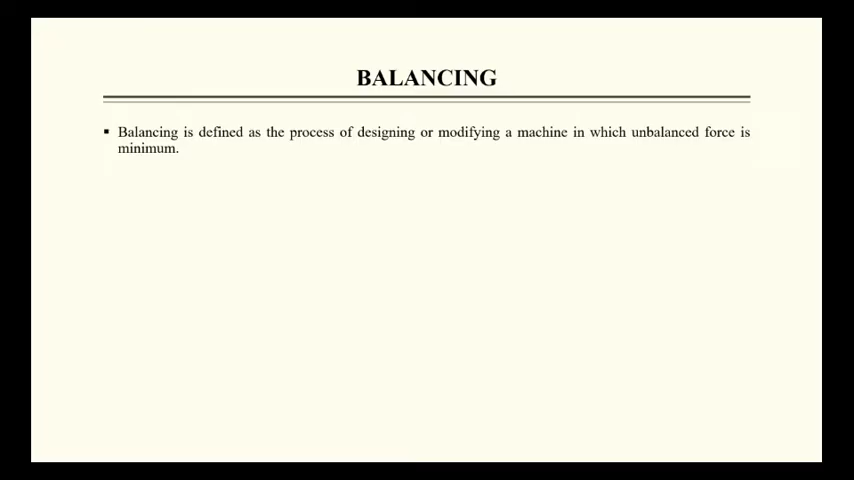 BALANCING
▪ Balancing is defined as the process of designing or modifying a machine in which unbalanced force is
minimum.